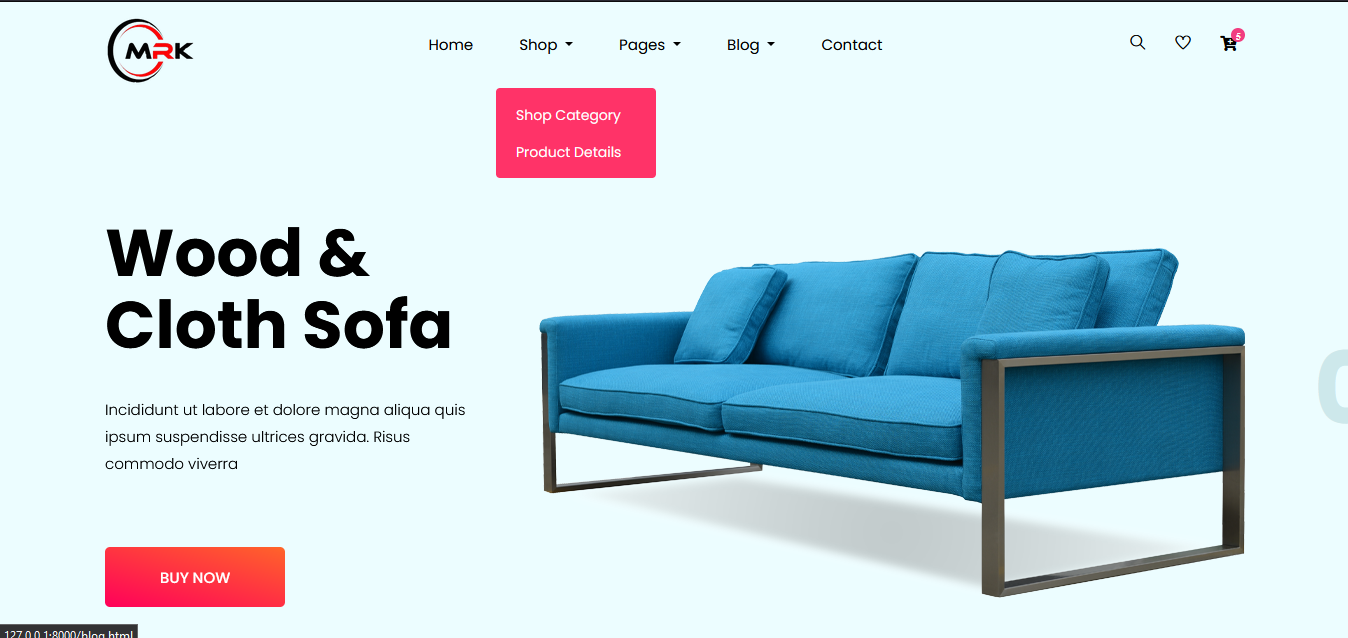 MRK
Home
Shop
Pages
Blog
Contact
5
Shop Category
Product Details
Wood &
Cloth Sofa
Incididunt ut labore et dolore magna aliqua quis
ipsum suspendisse ultrices gravida. Risus
commodo viverra
BUY NOW
127.0.0.1:8000/blog.html